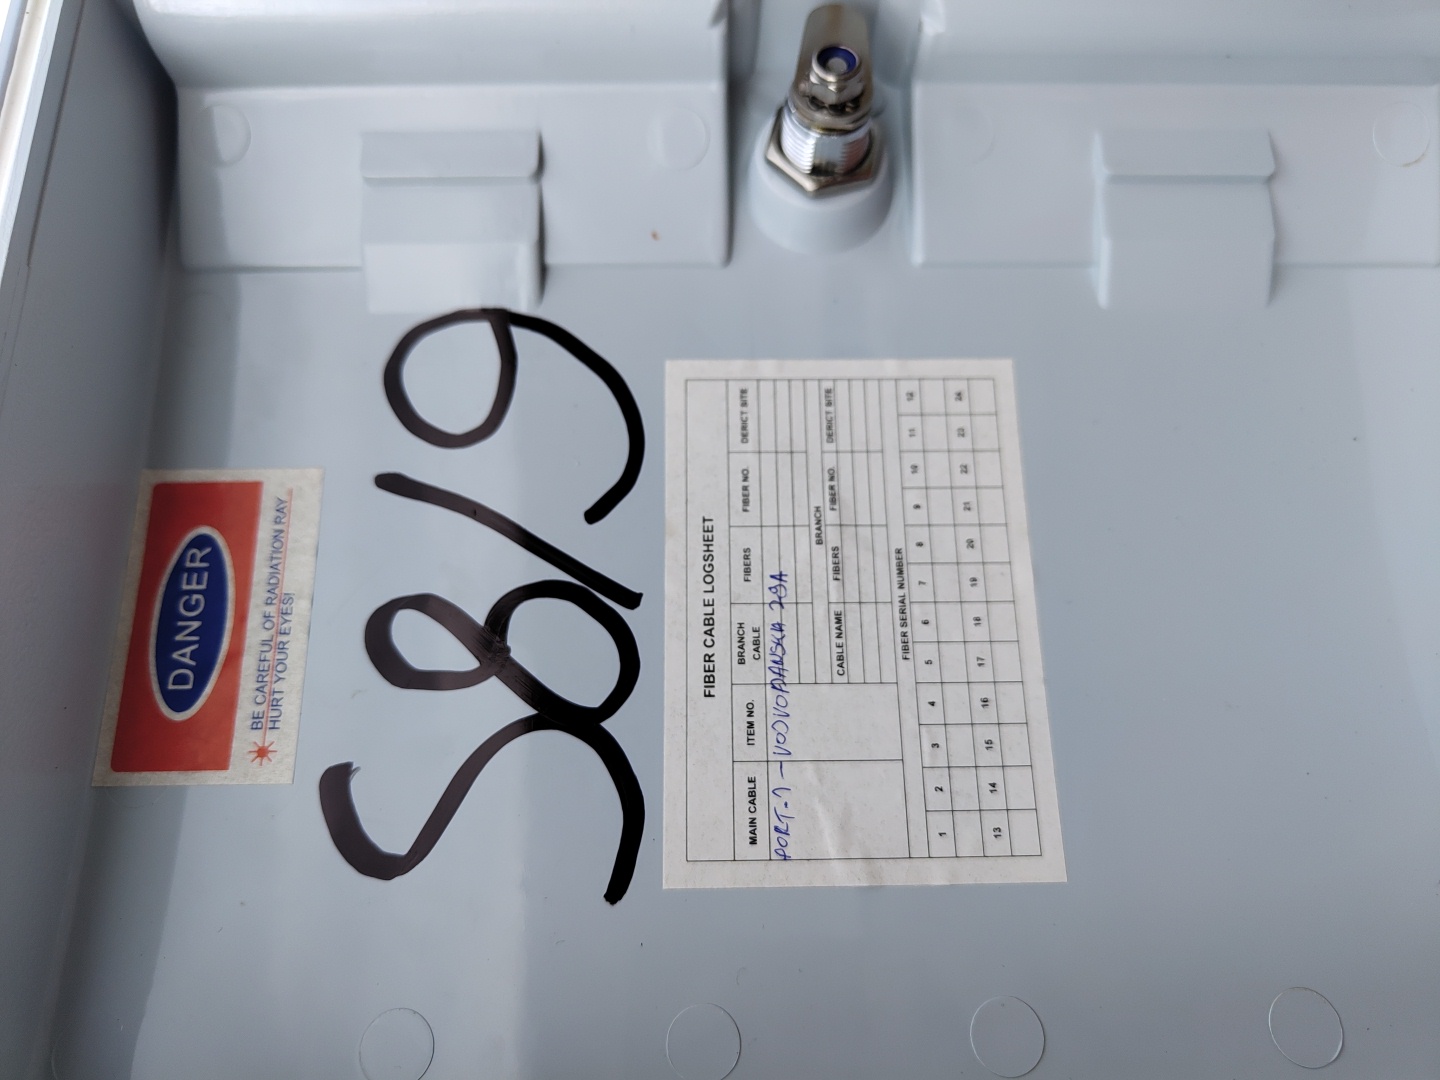 DANGER
BE CAREFUL OF RADIATION RAY
HURT YOUR EYES!
S8/9
FIBER CABLE LOGSHEET
MAIN CABLE ITEM NO. BRANCH CABLE FIBERS FIBER NO. DERICT SITE
PORT-1 - VOJVOĐANSKA 29A
BRANCH
CABLE NAME FIBERS FIBER NO. DERICT SITE
FIBER SERIAL NUMBER
1 2 3 4 5 6 7 8 9 10 11 12
13 14 15 16 17 18 19 20 21 22 23 24